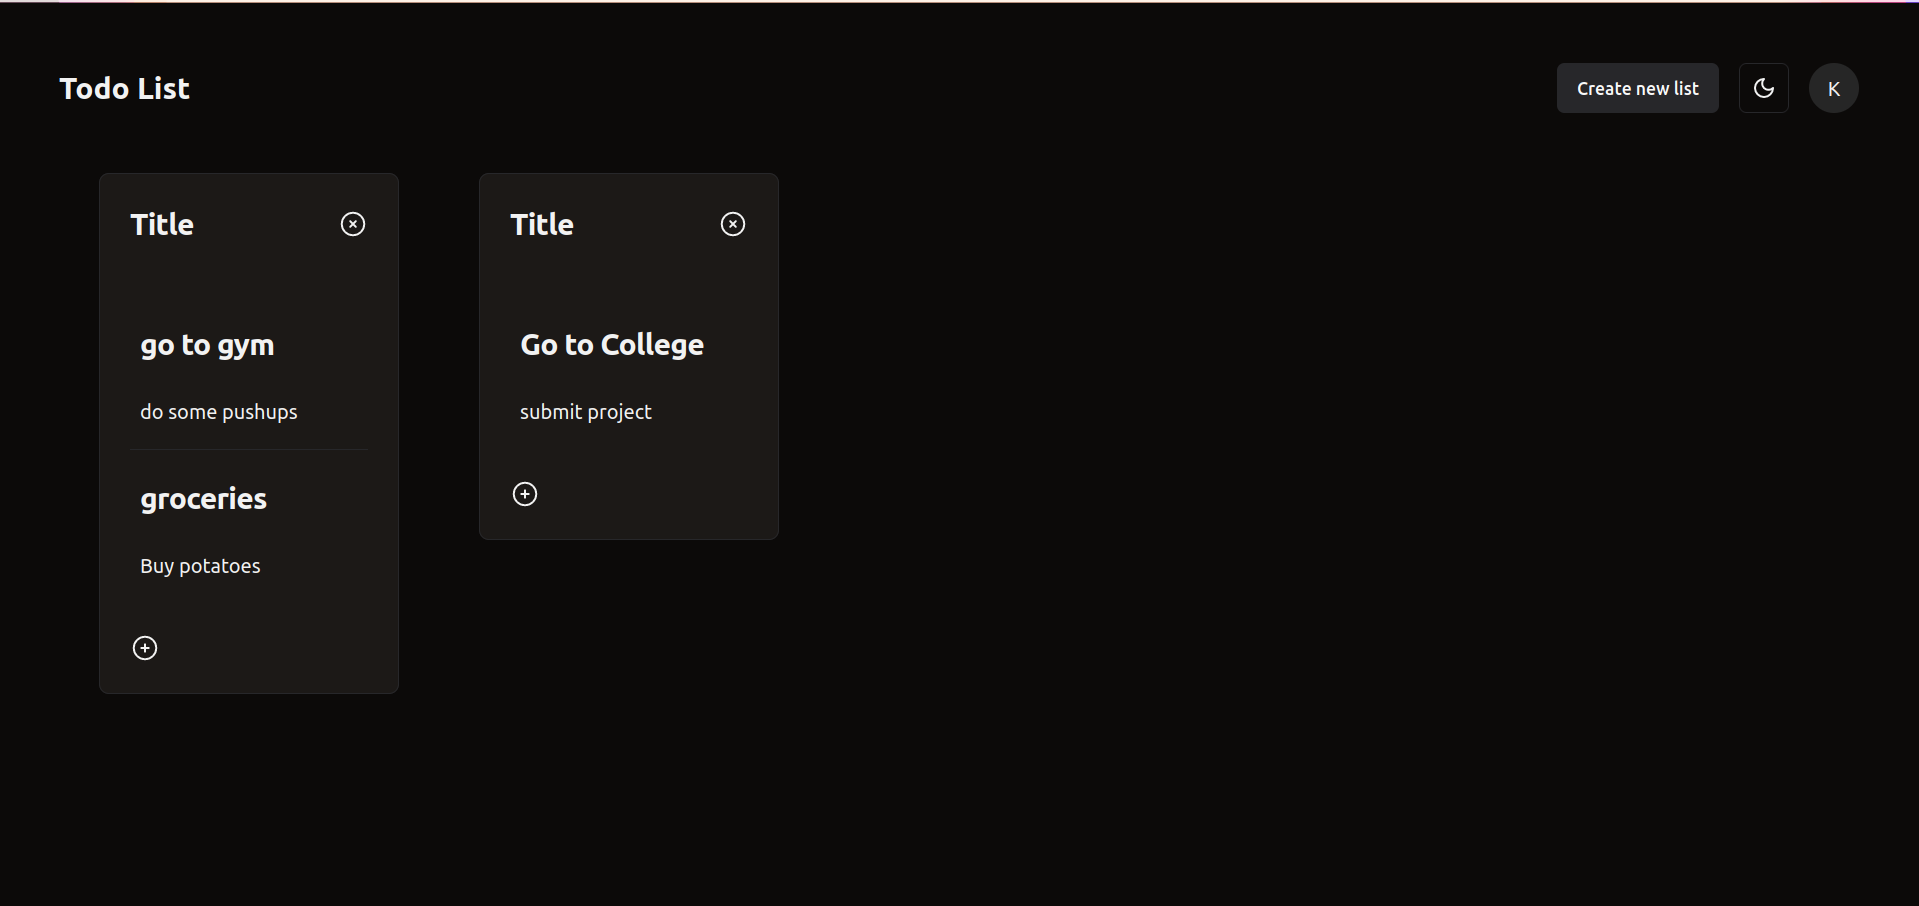 Todo List
Create new list
K
Title
go to gym
do some pushups
groceries
Buy potatoes
Title
Go to College
submit project